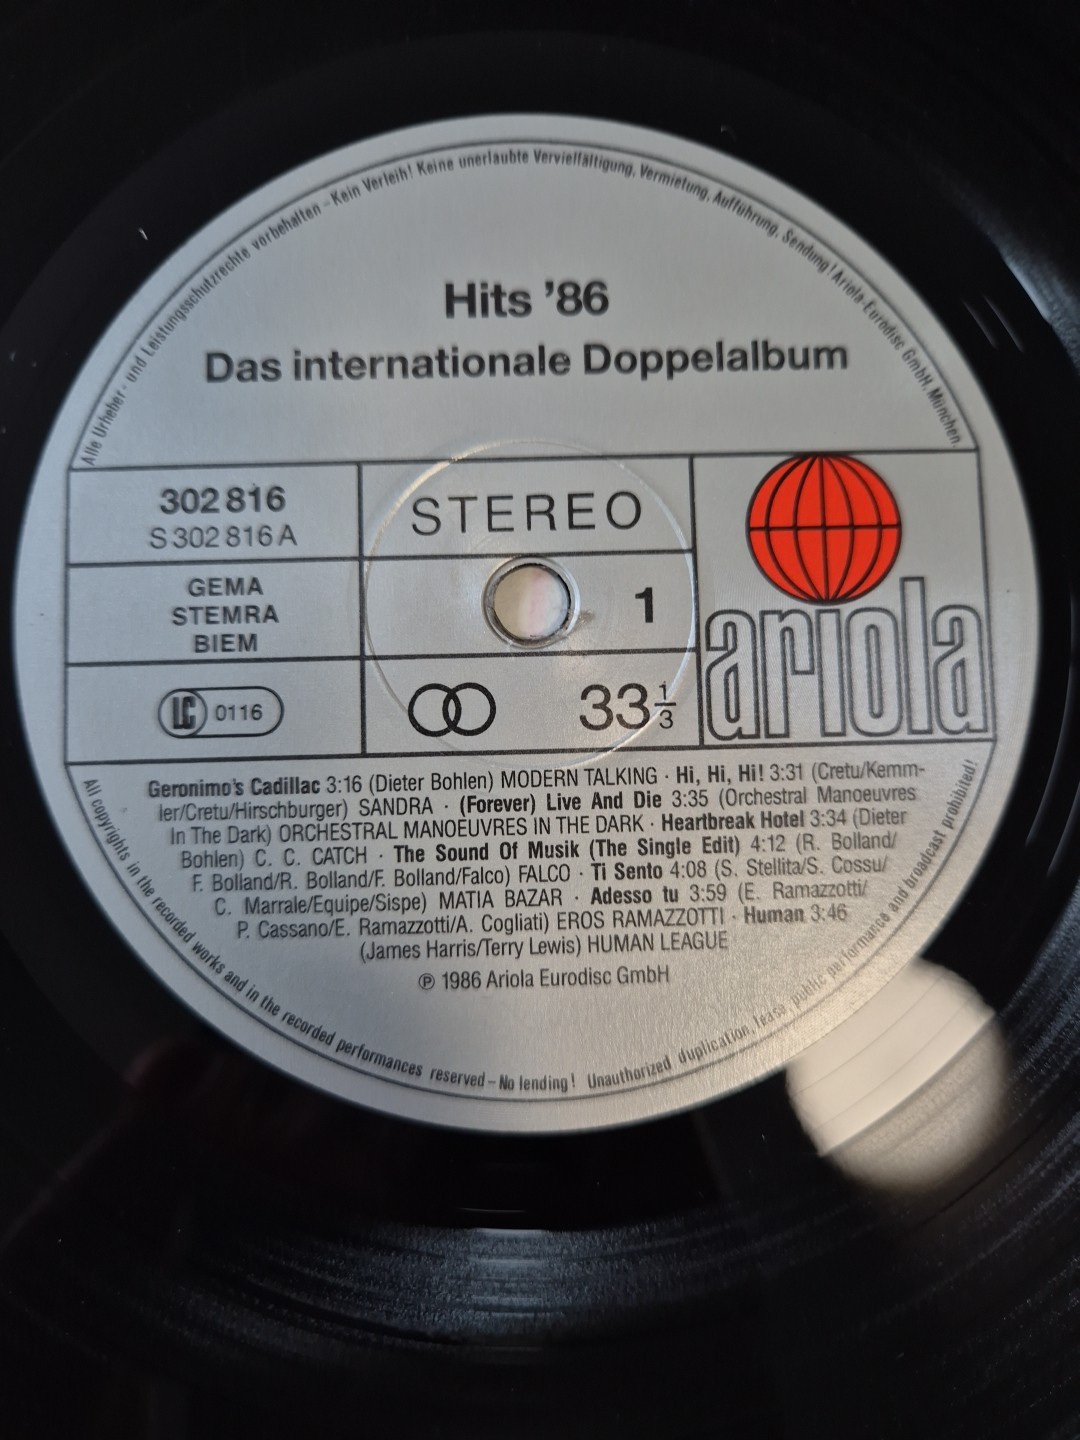 Alle Urheber- und Leistungsschutzrechte vorbehalten – Kein Verleih! Keine unerlaubte Vervielfältigung, Vermietung, Aufführung, Sendung! Ariola-Eurodisc GmbH, München.
Hits ’86
Das internationale Doppelalbum
302 816
S 302 816 A
STEREO
GEMA
STEMRA
BIEM
1
LC 0116
33 1/3
ariola
Geronimo's Cadillac 3:16 (Dieter Bohlen) MODERN TALKING · Hi, Hi, Hi! 3:31 (Cretu/Kemm-
ler/Cretu/Hirschburger) SANDRA · (Forever) Live And Die 3:35 (Orchestral Manoeuvres
In The Dark) ORCHESTRAL MANOEUVRES IN THE DARK · Heartbreak Hotel 3:34 (Dieter
Bohlen) C. C. CATCH · The Sound Of Musik (The Single Edit) 4:12 (R. Bolland/
F. Bolland/R. Bolland/F. Bolland/Falco) FALCO · Ti Sento 4:08 (S. Stellita/S. Cossu/
C. Marrale/Equipe/Sispe) MATIA BAZAR · Adesso tu 3:59 (E. Ramazzotti/
P. Cassano/E. Ramazzotti/A. Cogliati) EROS RAMAZZOTTI · Human 3:46
(James Harris/Terry Lewis) HUMAN LEAGUE
℗ 1986 Ariola Eurodisc GmbH
All copyrights in the recorded works and in the recorded performances reserved – No lending! Unauthorized duplication, lease, public performance and broadcast prohibited!